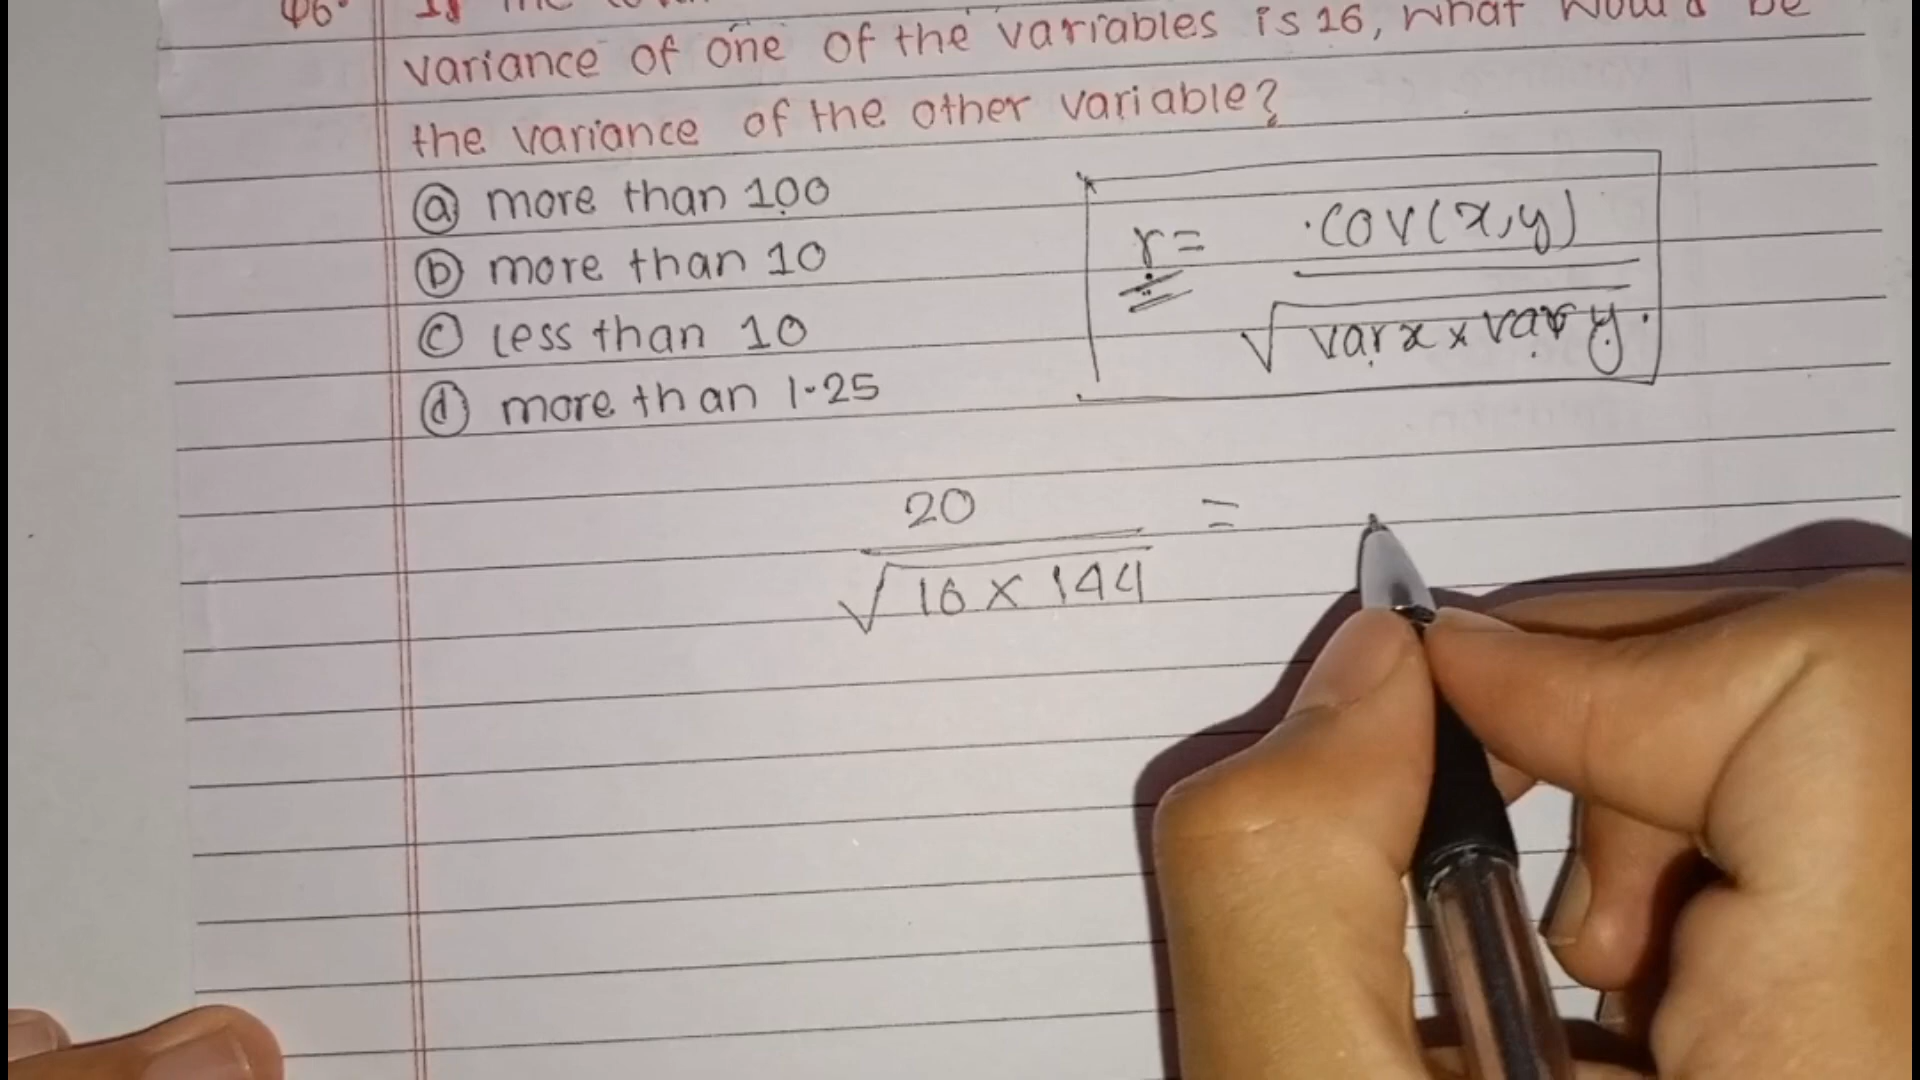 variance of one of the variables is 16, what would be
the variance of the other variable?
ⓐ more than 100
ⓑ more than 10
ⓒ less than 10
ⓓ more than 1.25
r = cov(x,y)
√ var x × var y.
20 =
√ 16 × 144